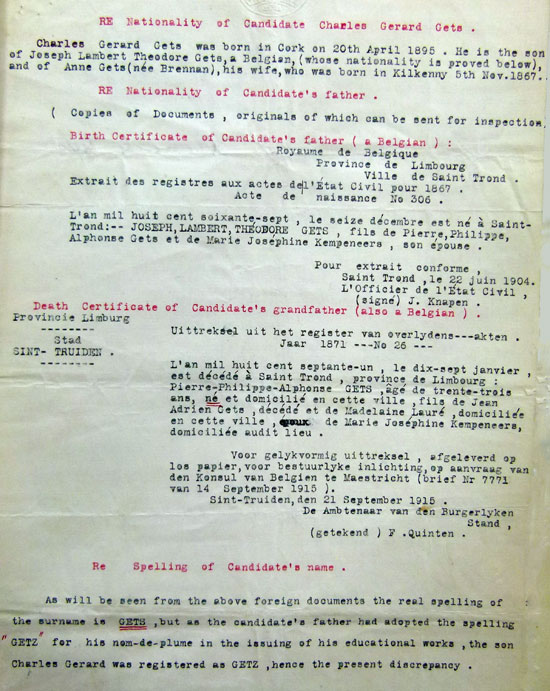 RE Nationality of Candidate Charles Gerard Gets .
Charles Gerard Gets was born in Cork on 20th April 1895 . He is the son
of Joseph Lambert Theodore Gets,a Belgian,(whose nationality is proved below),
and of Anne Gets(née Brennan),his wife,who was born in Kilkenny 5th Nov.1867..
RE Nationality of Candidate's father .
( Copies of Documents , originals of which can be sent for inspection.
Birth Certificate of Candidate's father ( a Belgian ) :
Royaume de Belgique
Province de Limbourg
Ville de Saint Trond .
Extrait des registres aux actes de l'État Civil pour 1867 .
Acte de naissance No 306 .
L'an mil huit cent soixante-sept , le seize décembre est né à Saint-
Trond:-- JOSEPH,LAMBERT,THÉODORE GETS , fils de Pierre,Philippe,
Alphonse Gets et de Marie Joséphine Kempeneers , son épouse .
Pour extrait conforme ,
Saint Trond ,le 22 juin 1904.
L'Officier de l'État Civil ,
(signé) J. Knapen .
Death Certificate of Candidate's grandfather (also a Belgian ) .
Provincie Limburg
---------
Stad
SINT- TRUIDEN .
---------
Uittreksel uit het register van overlydens---akten .
Jaar 1871 ---No 26 ---
L'an mil huit cent septante-un , le dix-sept janvier ,
est décédé à Saint Trond , province de Limbourg :
Pierre-Philippe-Alphonse GETS ,âgé de trente-trois
ans, né et domicilié en cette ville ,fils de Jean
Adrien Gets ,décédé et de Madelaine Lauré ,domiciliée
en cette ville , époux de Marie Joséphine Kempeneers,
domiciliée audit lieu .
Voor gelykvormig uittreksel , afgeleverd op
los papier,voor bestuurlyke inlichting,op aanvraag van
den Konsul van Belgien te Maestricht (brief Nr 7771
van 14 September 1915 ).
Sint-Truiden,den 21 September 1915 .
De Ambtenaar van den Burgerlyken
Stand ,
(getekend ) F .Quinten .
Re Spelling of Candidate's name .
As will be seen from the above foreign documents the real spelling of
the surname is GETS ,but as the candidate's father had adopted the spelling
"GETZ" for his nom-de-plume in the issuing of his educational works ,the son
Charles Gerard was registered as GETZ ,hence the present discrepancy .